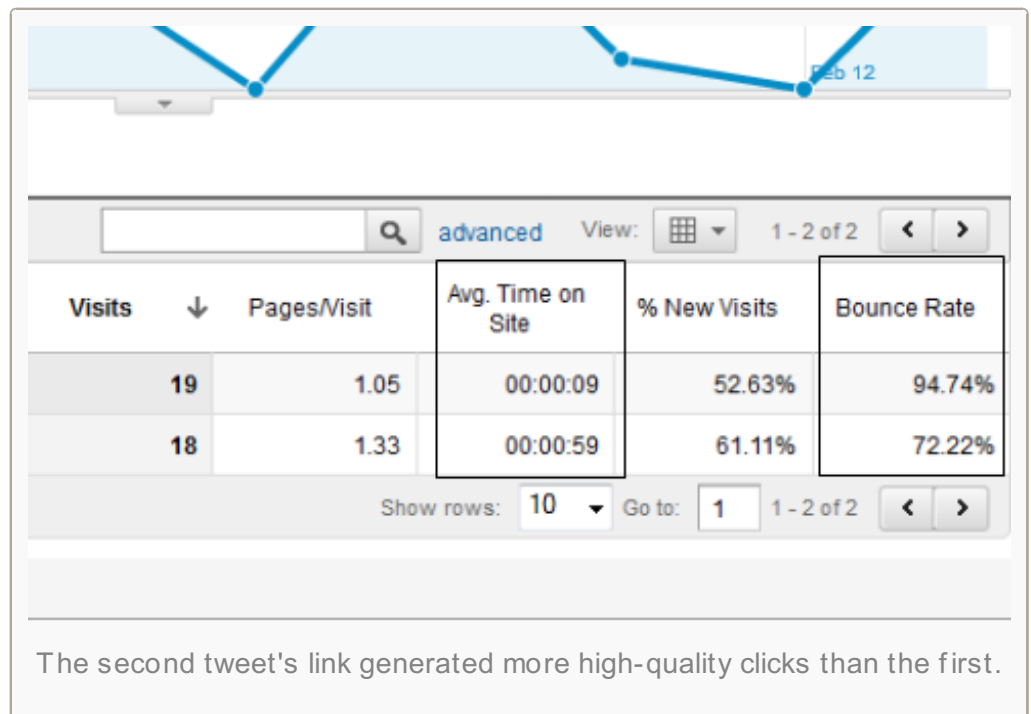 Feb 12
advanced View: 1 - 2 of 2
Visits Pages/Visit Avg. Time on Site % New Visits Bounce Rate
19 1.05 00:00:09 52.63% 94.74%
18 1.33 00:00:59 61.11% 72.22%
Show rows: 10 Go to: 1 1 - 2 of 2
The second tweet's link generated more high-quality clicks than the first.